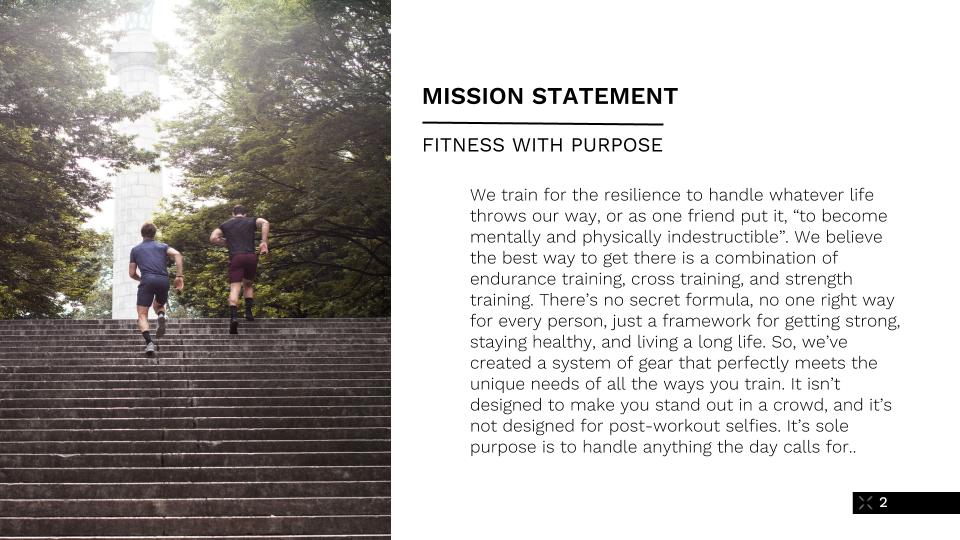 MISSION STATEMENT
FITNESS WITH PURPOSE
We train for the resilience to handle whatever life
throws our way, or as one friend put it, “to become
mentally and physically indestructible”. We believe
the best way to get there is a combination of
endurance training, cross training, and strength
training. There’s no secret formula, no one right way
for every person, just a framework for getting strong,
staying healthy, and living a long life. So, we’ve
created a system of gear that perfectly meets the
unique needs of all the ways you train. It isn’t
designed to make you stand out in a crowd, and it’s
not designed for post-workout selfies. It’s sole
purpose is to handle anything the day calls for..
2